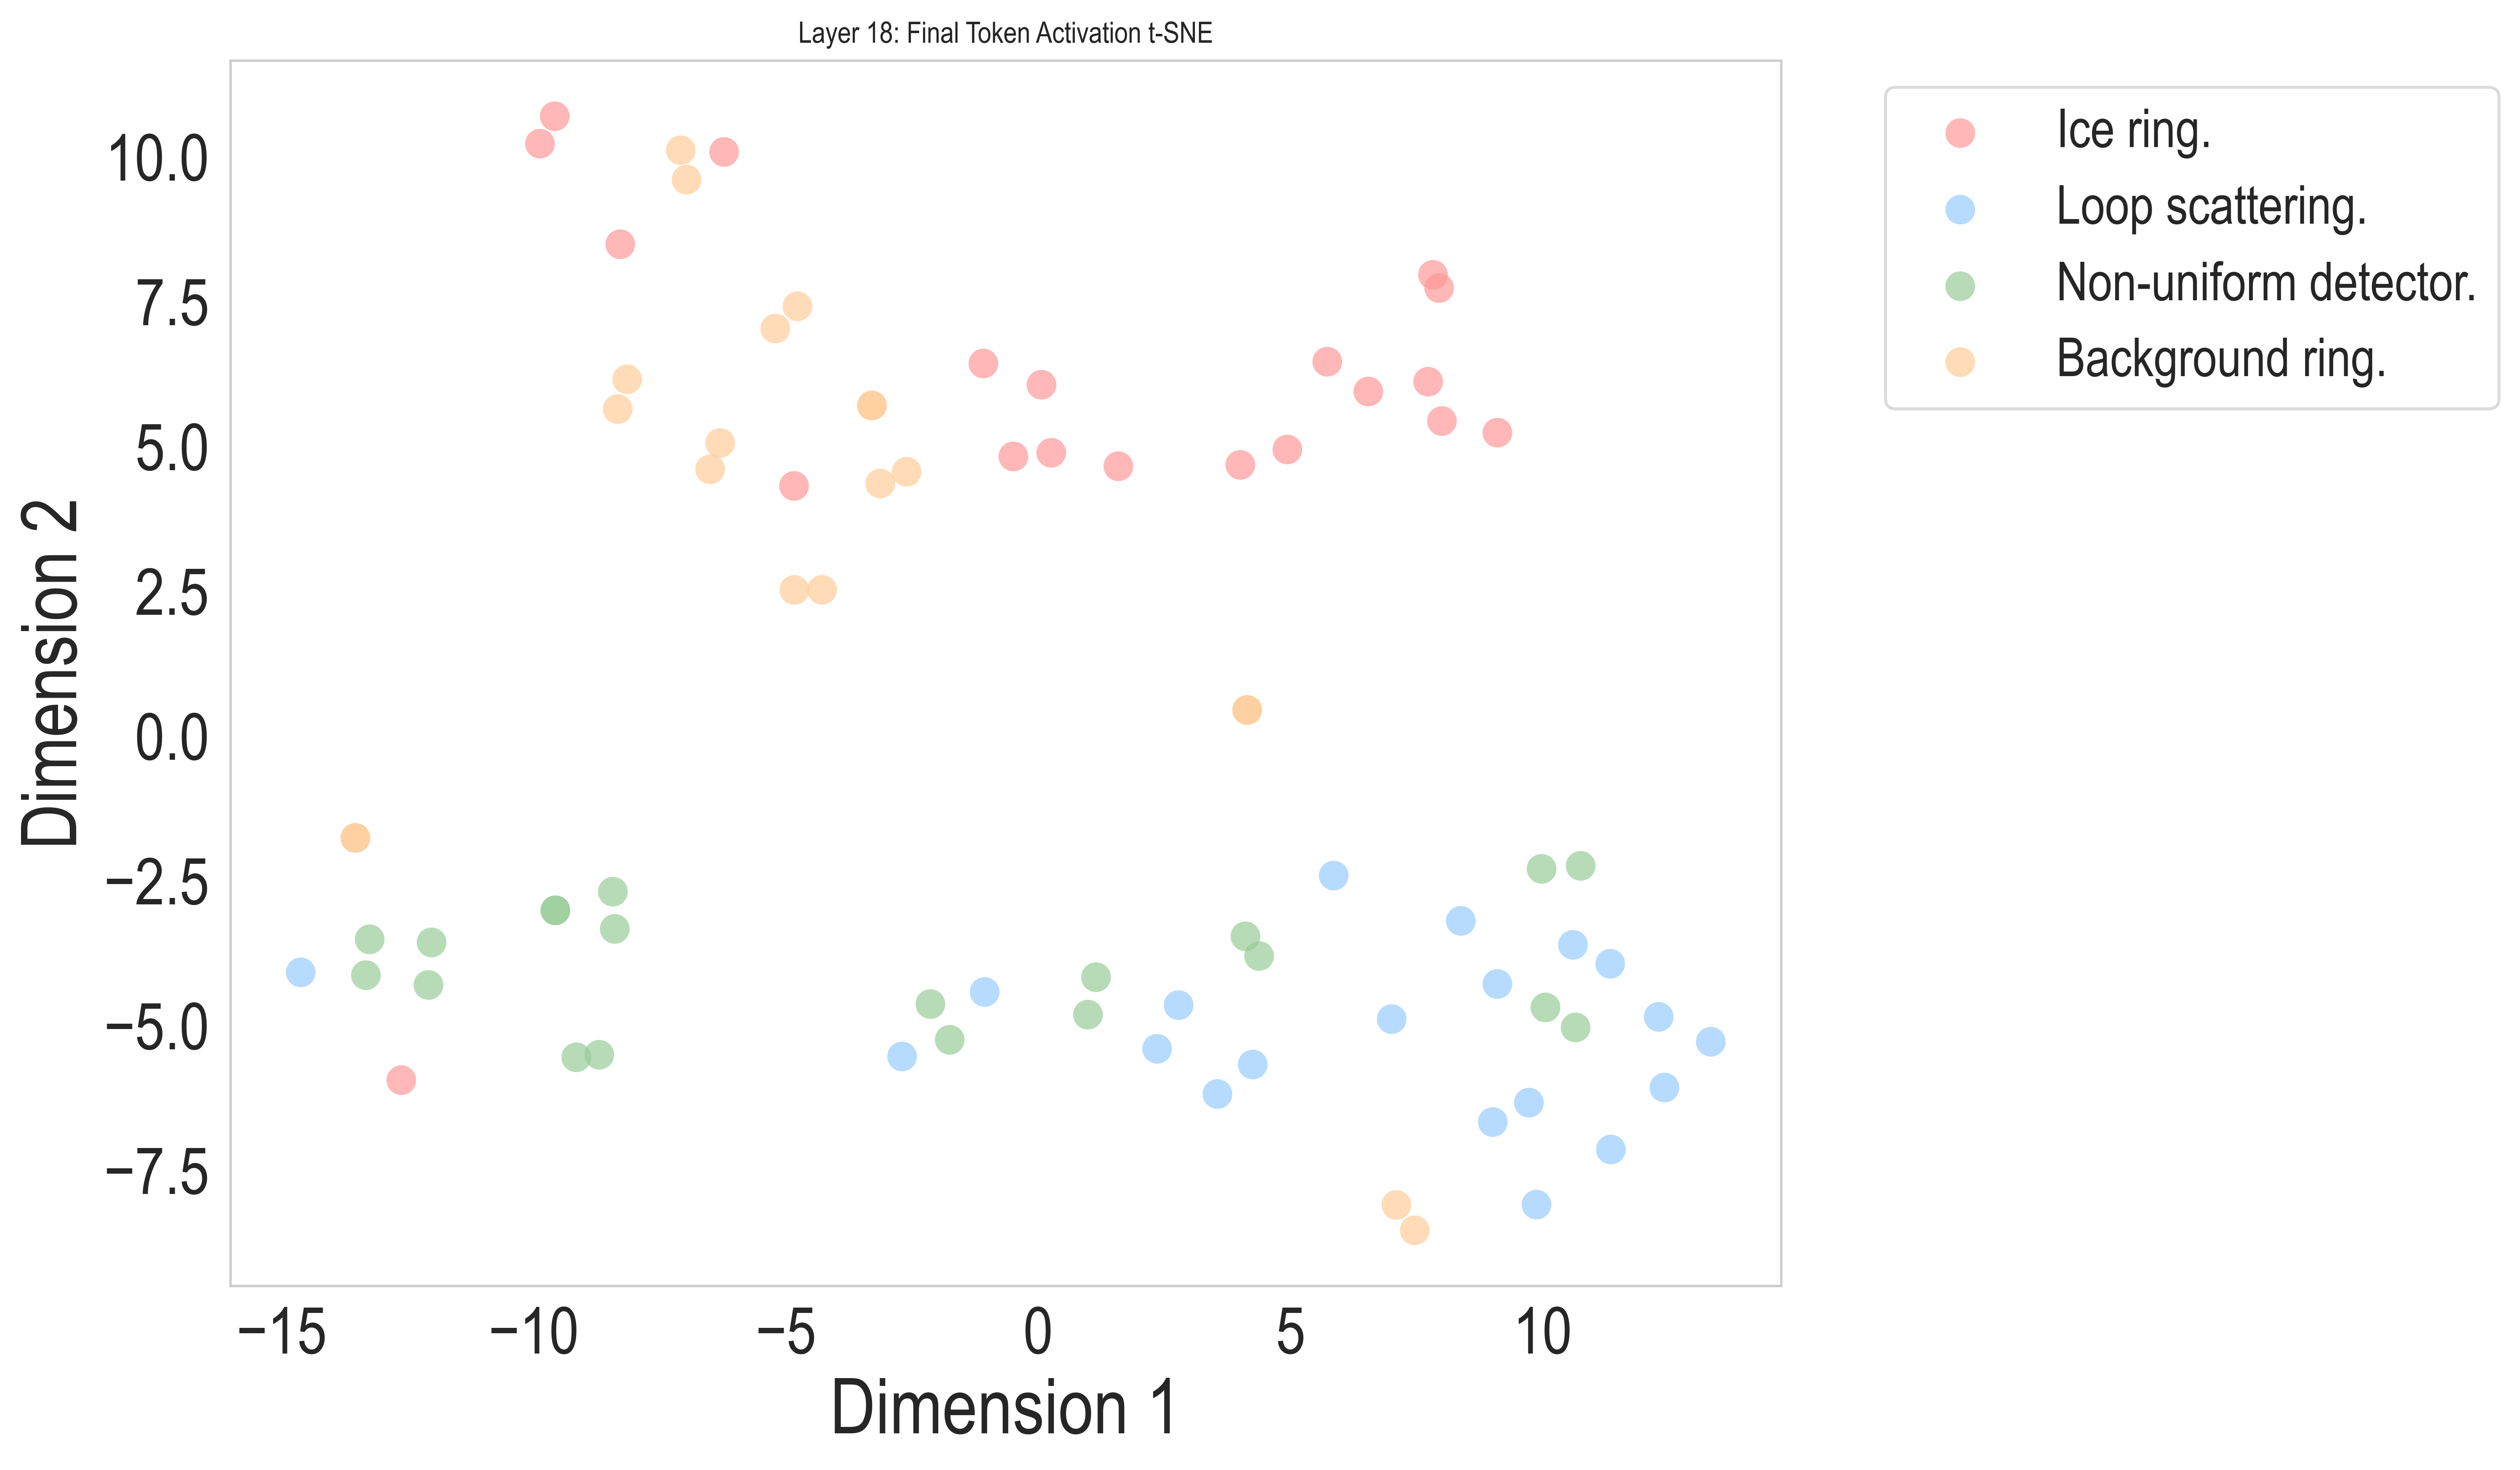 Layer 18: Final Token Activation t-SNE
Ice ring.
Loop scattering.
Non-uniform detector.
Background ring.
10.0
7.5
5.0
2.5
0.0
−2.5
−5.0
−7.5
Dimension 2
−15
−10
−5
0
5
10
Dimension 1